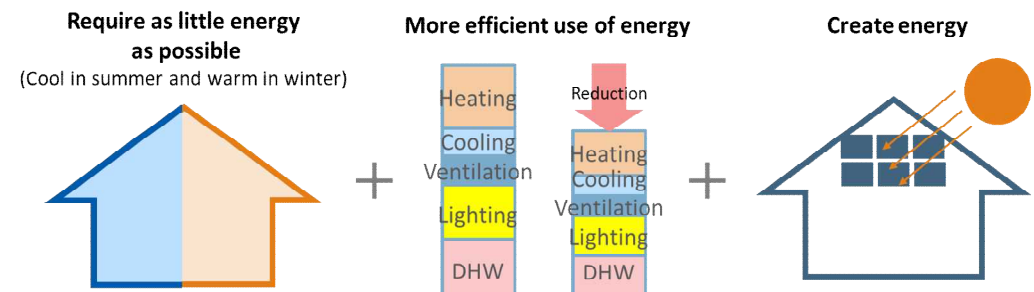 Require as little energy
as possible
(Cool in summer and warm in winter)
More efficient use of energy
Heating
Cooling
Ventilation
Lighting
DHW
Reduction
Heating
Cooling
Ventilation
Lighting
DHW
Create energy